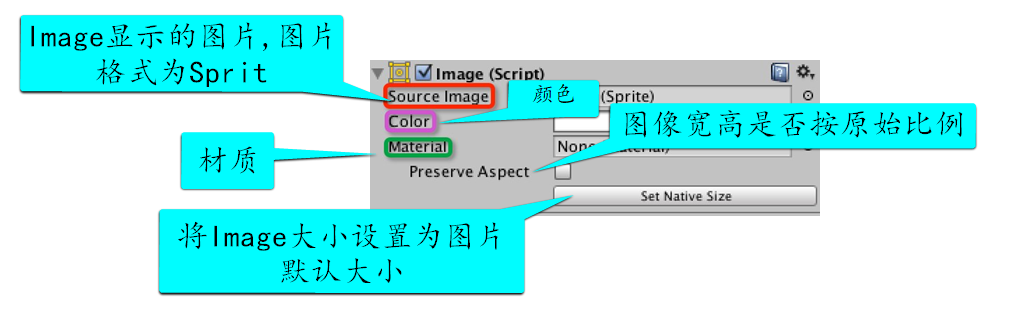 Image显示的图片,图片
格式为Sprit
Image (Script)
Source Image
颜色
(Sprite)
Color
图像宽高是否按原始比例
材质
Material
Preserve Aspect
Set Native Size
将Image大小设置为图片
默认大小